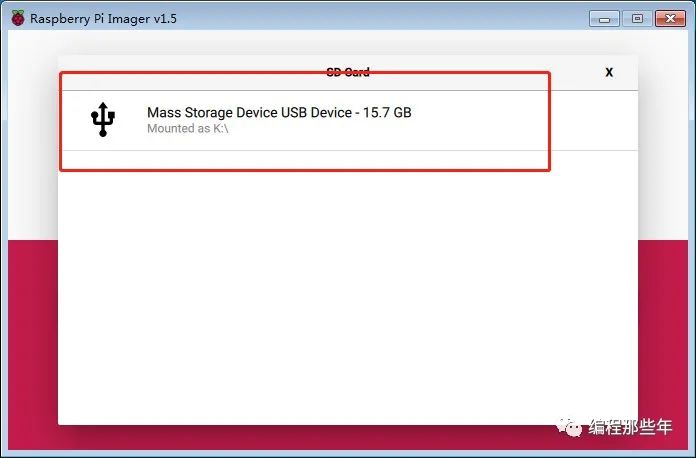 Raspberry Pi Imager v1.5
SD Card
X
Mass Storage Device USB Device - 15.7 GB
Mounted as K:\
编程那些年